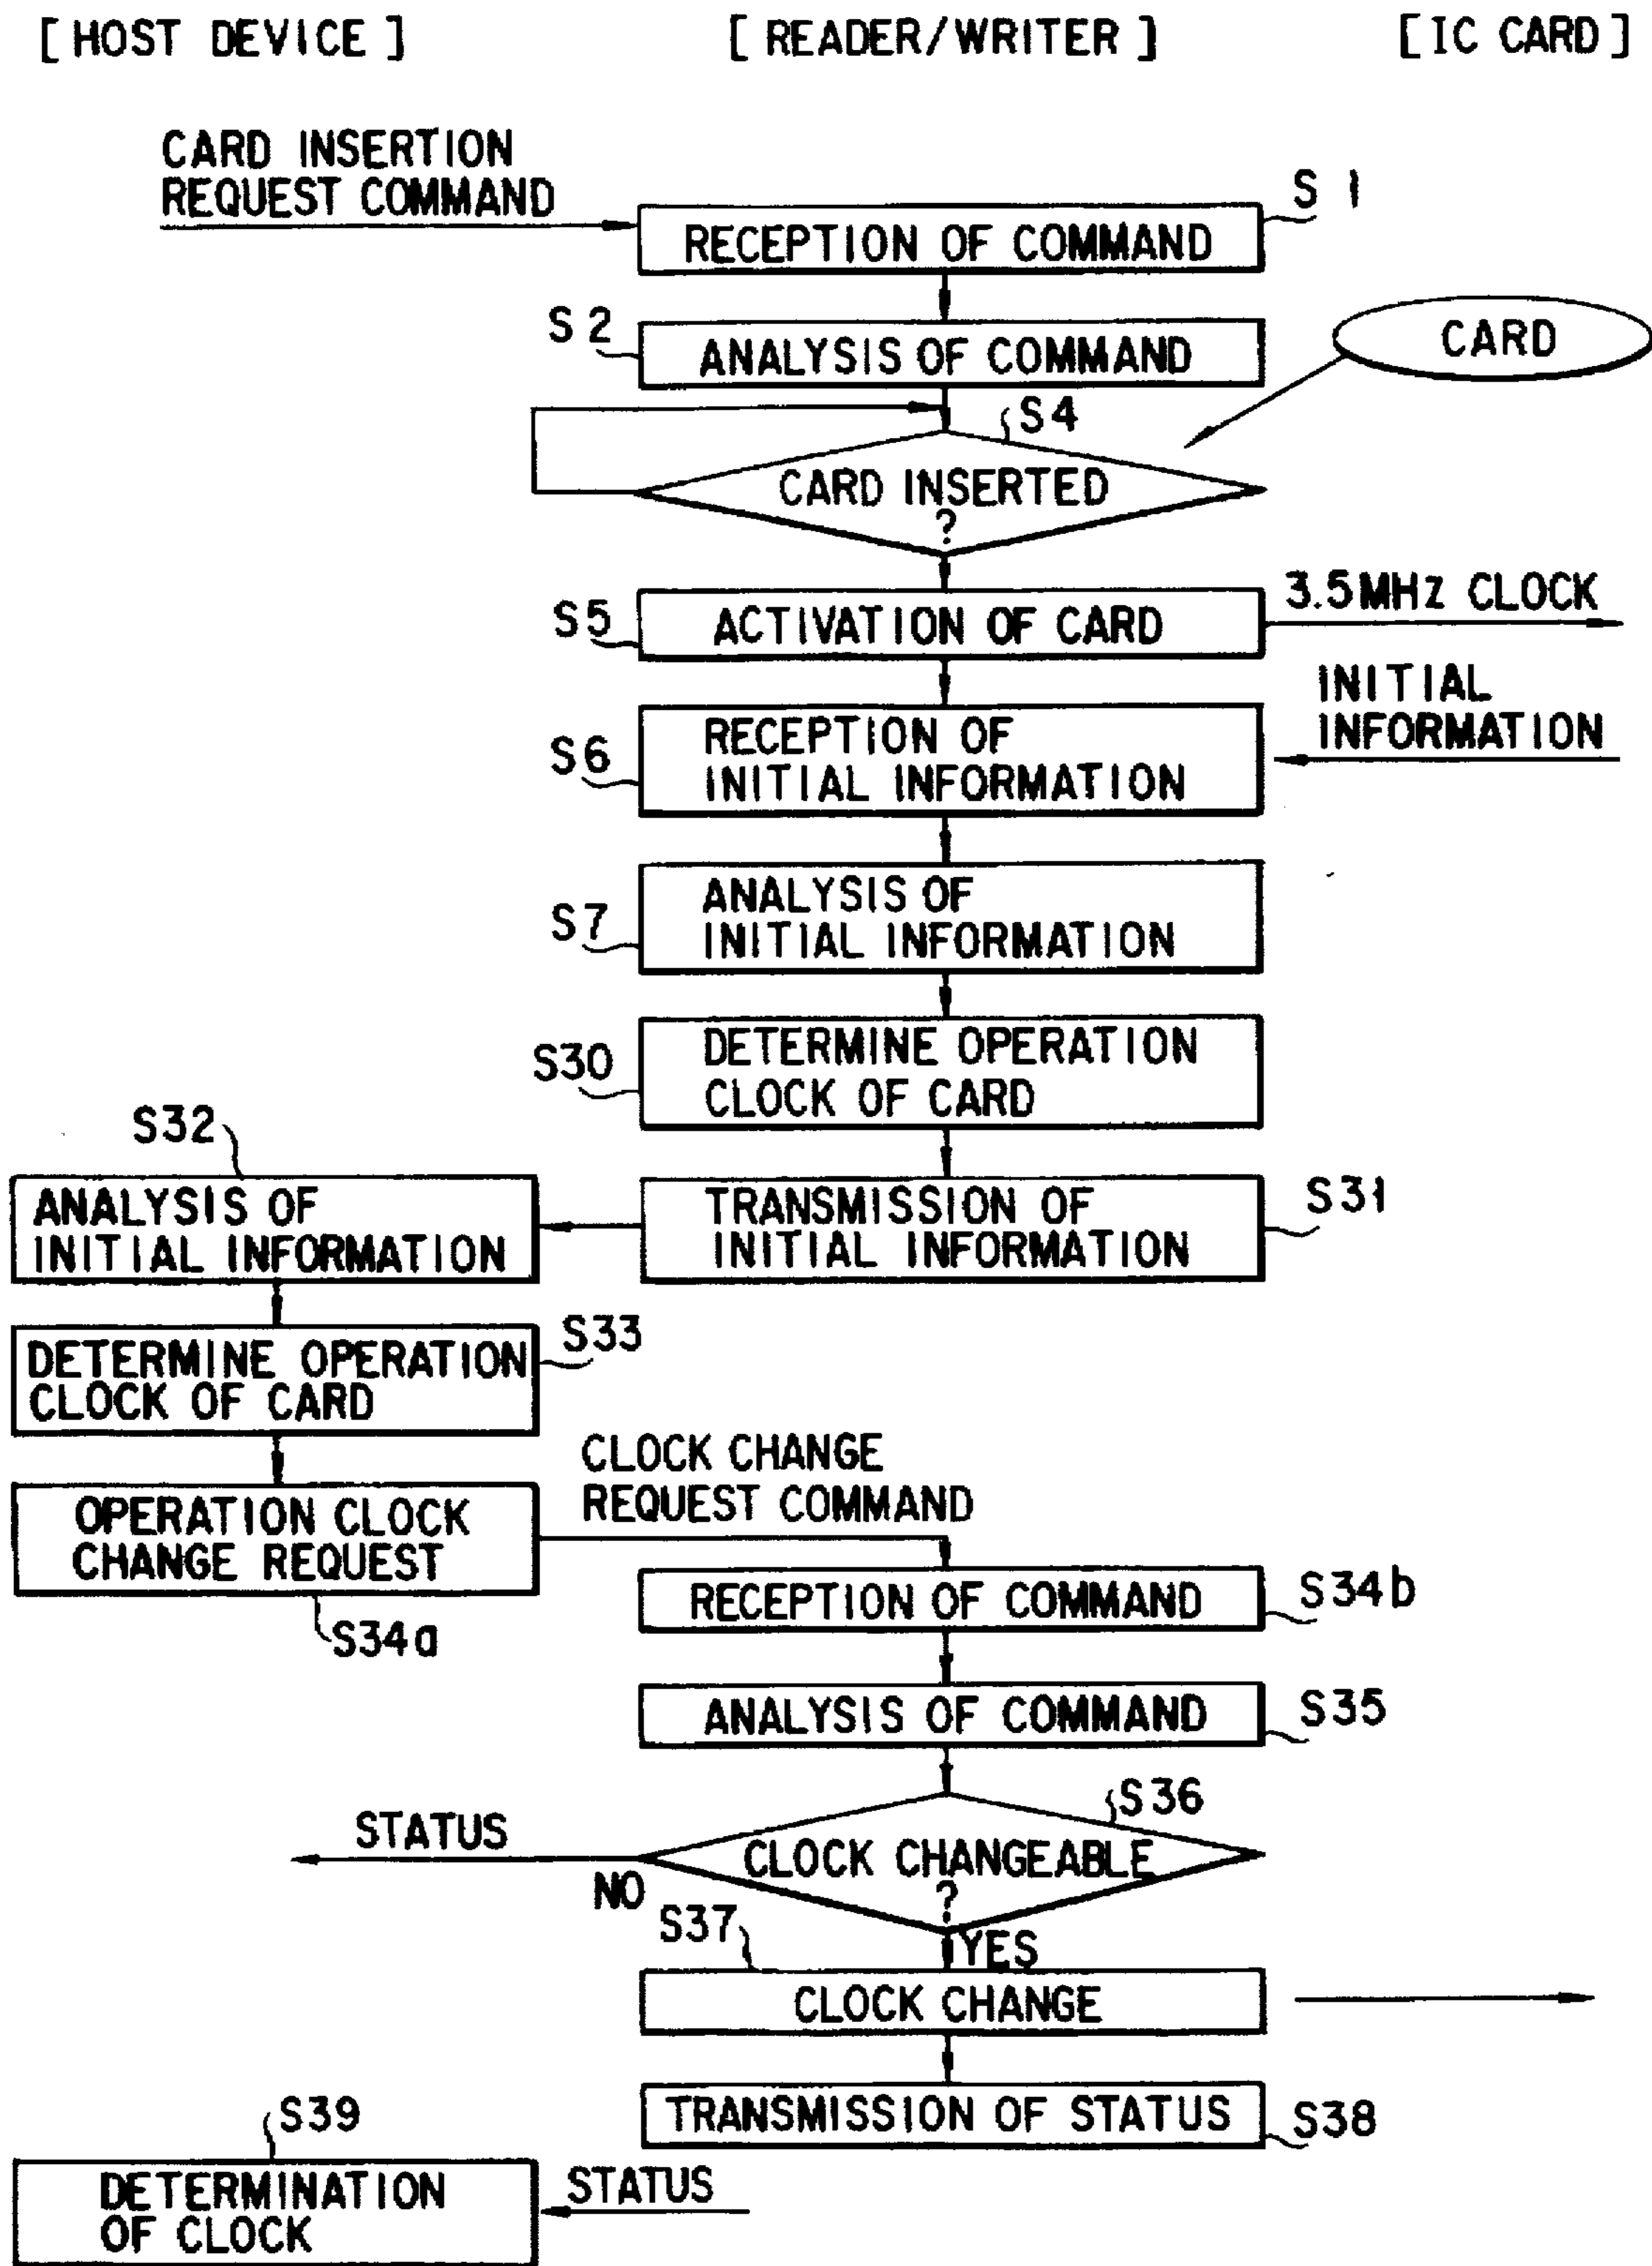 [ HOST DEVICE ]
[ READER/WRITER ]
[ IC CARD ]
CARD INSERTION
REQUEST COMMAND
S1
RECEPTION OF COMMAND
S2
ANALYSIS OF COMMAND
CARD
S4
CARD INSERTED
?
S5
ACTIVATION OF CARD
3.5MHz CLOCK
INITIAL
INFORMATION
S6
RECEPTION OF
INITIAL INFORMATION
S7
ANALYSIS OF
INITIAL INFORMATION
S30
DETERMINE OPERATION
CLOCK OF CARD
S32
ANALYSIS OF
INITIAL INFORMATION
TRANSMISSION OF
INITIAL INFORMATION
S31
DETERMINE OPERATION
CLOCK OF CARD
S33
OPERATION CLOCK
CHANGE REQUEST
S34a
CLOCK CHANGE
REQUEST COMMAND
RECEPTION OF COMMAND
S34b
ANALYSIS OF COMMAND
S35
S36
CLOCK CHANGEABLE
?
STATUS
NO
YES
S37
CLOCK CHANGE
TRANSMISSION OF STATUS
S38
S39
DETERMINATION
OF CLOCK
STATUS